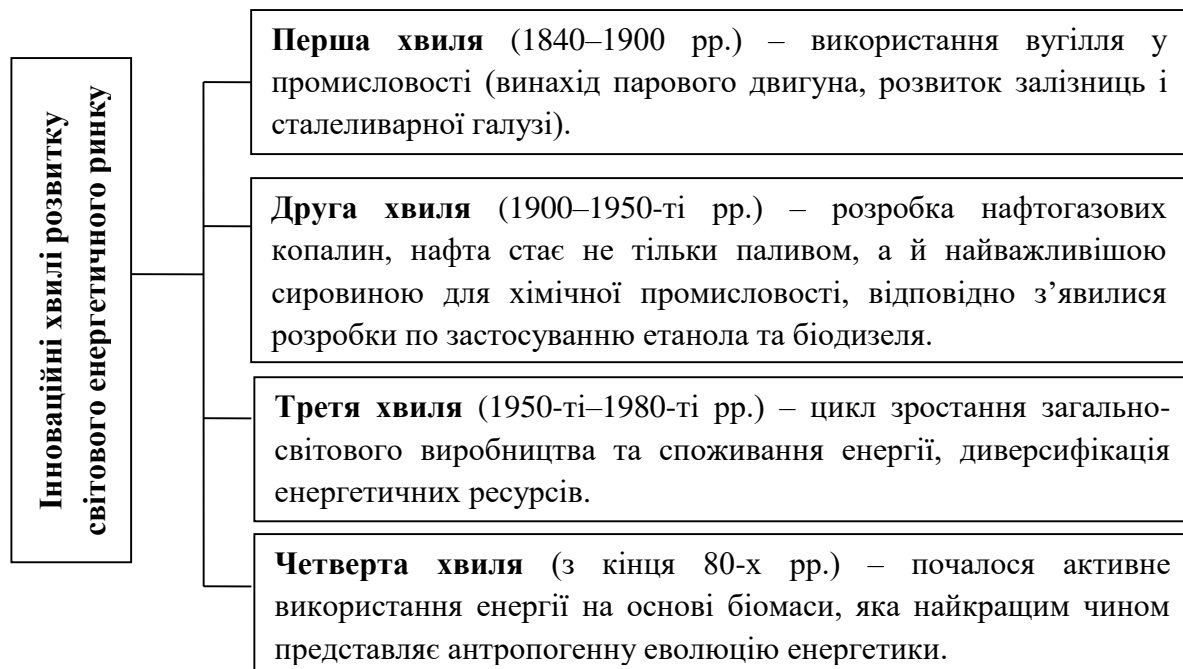 Інноваційні хвилі розвитку
світового енергетичного ринку
Перша хвиля (1840–1900 рр.) – використання вугілля у
промисловості (винахід парового двигуна, розвиток залізниць і
сталеливарної галузі).
Друга хвиля (1900–1950-ті рр.) – розробка нафтогазових
копалин, нафта стає не тільки паливом, а й найважливішою
сировиною для хімічної промисловості, відповідно з’явилися
розробки по застосуванню етанола та біодизеля.
Третя хвиля (1950-ті–1980-ті рр.) – цикл зростання загально-
світового виробництва та споживання енергії, диверсифікація
енергетичних ресурсів.
Четверта хвиля (з кінця 80-х рр.) – почалося активне
використання енергії на основі біомаси, яка найкращим чином
представляє антропогенну еволюцію енергетики.